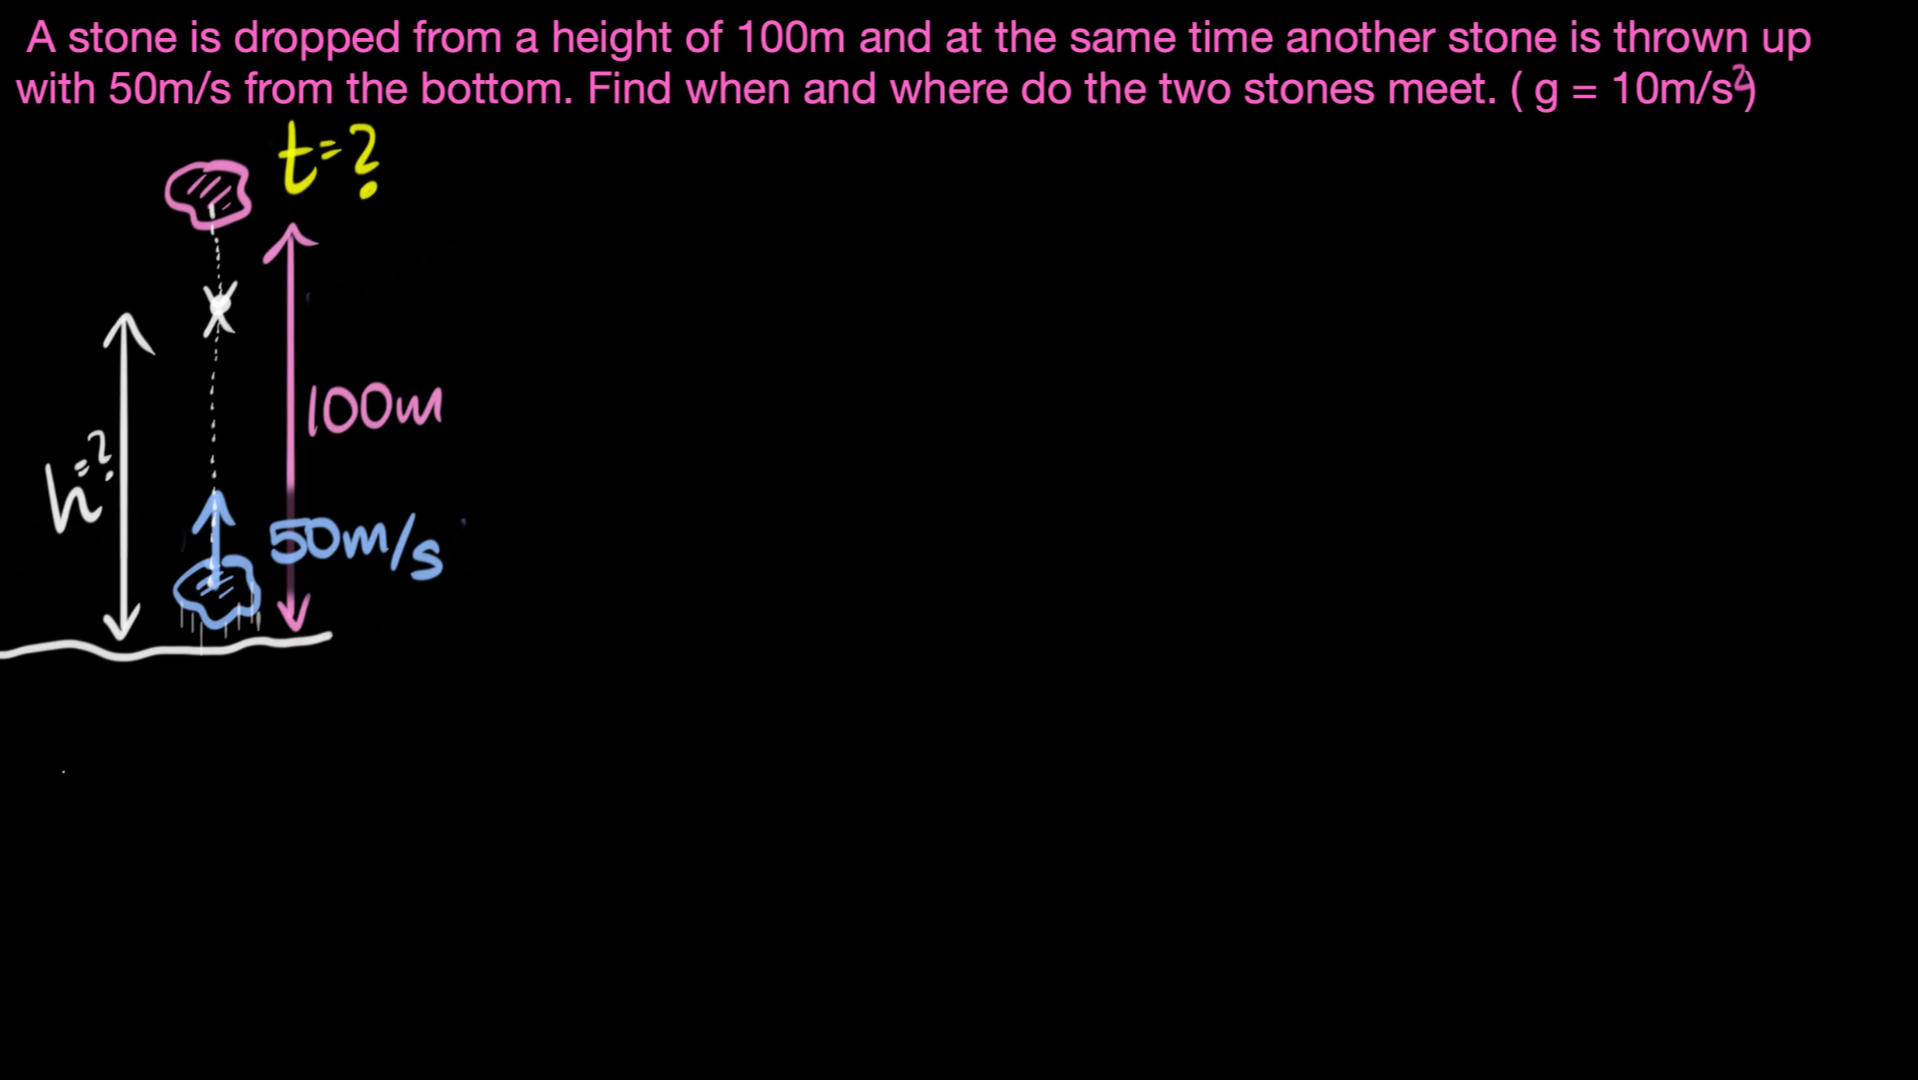 A stone is dropped from a height of 100m and at the same time another stone is thrown up
with 50m/s from the bottom. Find when and where do the two stones meet. ( g = 10m/s²)
t=?
100m
h=?
50m/s